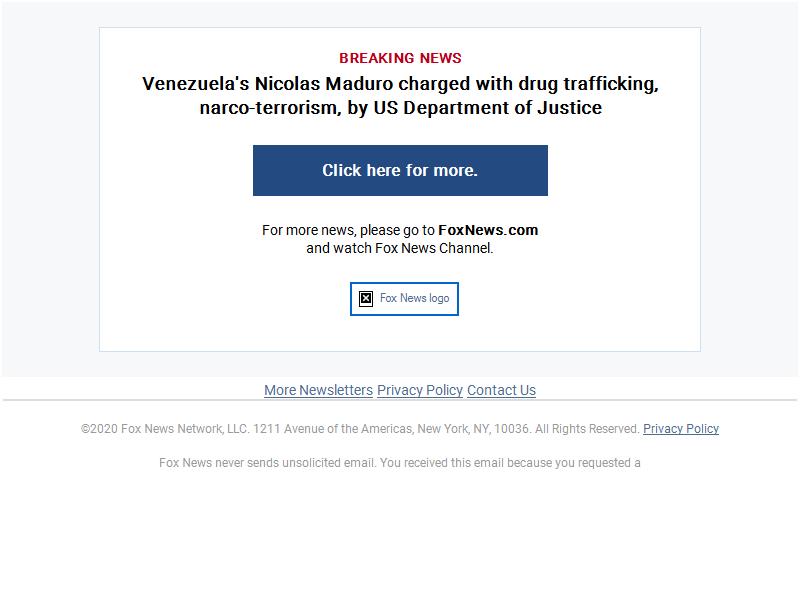 BREAKING NEWS
Venezuela's Nicolas Maduro charged with drug trafficking,
narco-terrorism, by US Department of Justice
Click here for more.
For more news, please go to FoxNews.com
and watch Fox News Channel.
Fox News logo
More Newsletters Privacy Policy Contact Us
©2020 Fox News Network, LLC. 1211 Avenue of the Americas, New York, NY, 10036. All Rights Reserved. Privacy Policy
Fox News never sends unsolicited email. You received this email because you requested a